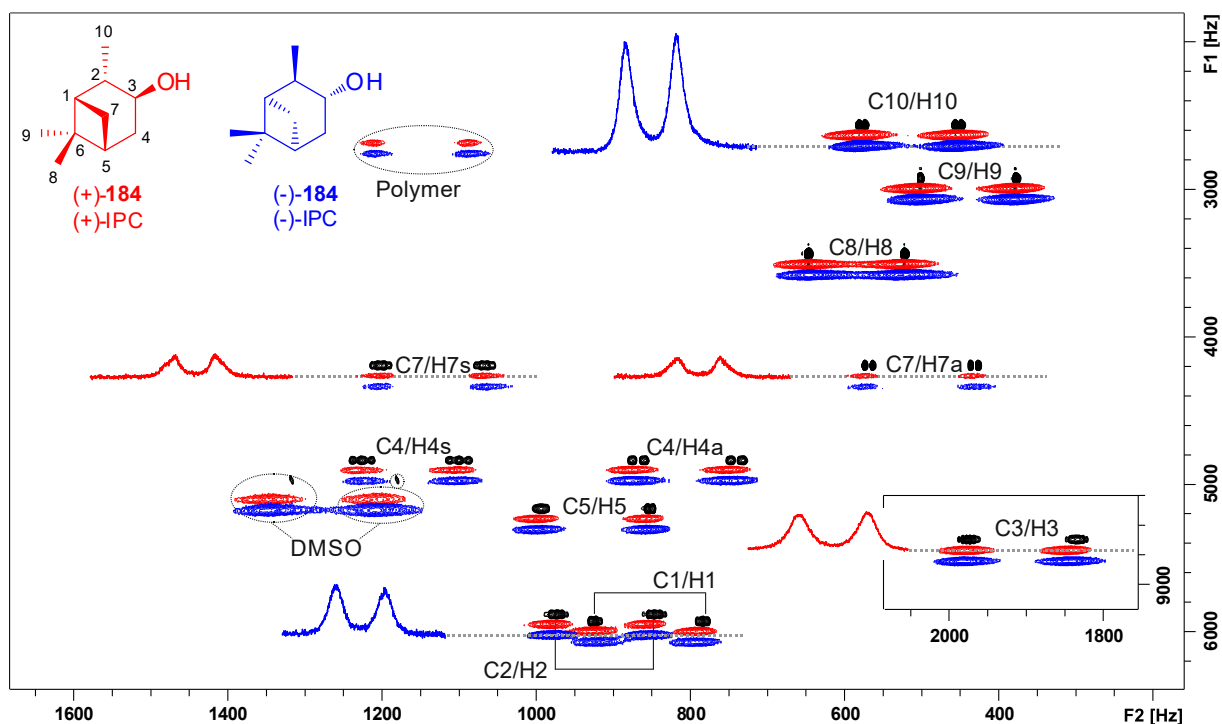 10
2
3
OH
1
7
4
9
6
5
8
(+)-184
(+)-IPC
OH
(-)-184
(-)-IPC
Polymer
C10/H10
C9/H9
C8/H8
C7/H7s
C7/H7a
C4/H4s
C4/H4a
C5/H5
DMSO
C3/H3
C1/H1
C2/H2
1800
1980
9000
F1 [Hz]
3000
4000
5000
6000
1600
1400
1200
1000
800
600
400
F2 [Hz]